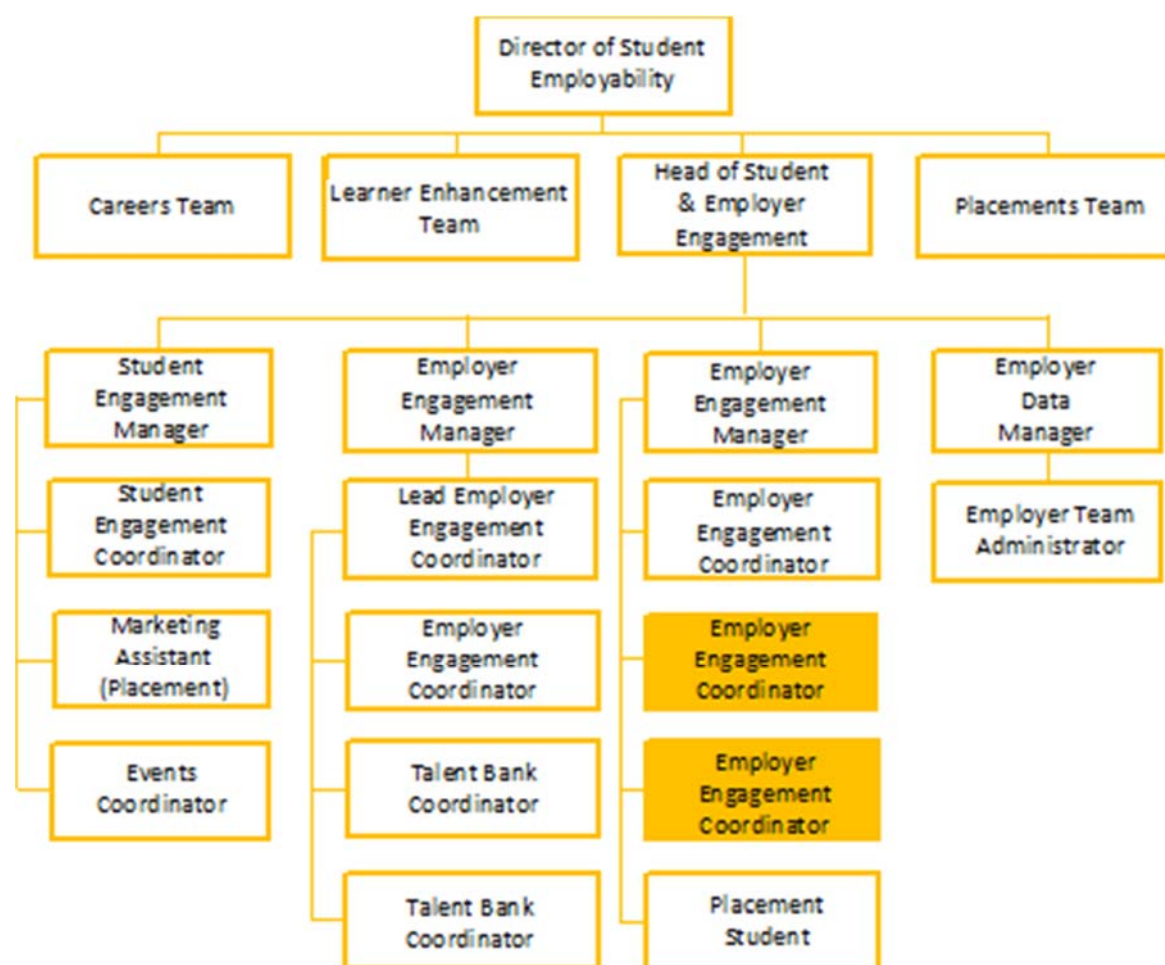 Director of Student
Employability
Careers Team
Learner Enhancement
Team
Head of Student
& Employer
Engagement
Placements Team
Student
Engagement
Manager
Employer
Engagement
Manager
Employer
Engagement
Manager
Employer
Data
Manager
Student
Engagement
Coordinator
Lead Employer
Engagement
Coordinator
Employer
Engagement
Coordinator
Employer Team
Administrator
Marketing
Assistant
(Placement)
Employer
Engagement
Coordinator
Employer
Engagement
Coordinator
Events
Coordinator
Talent Bank
Coordinator
Employer
Engagement
Coordinator
Talent Bank
Coordinator
Placement
Student